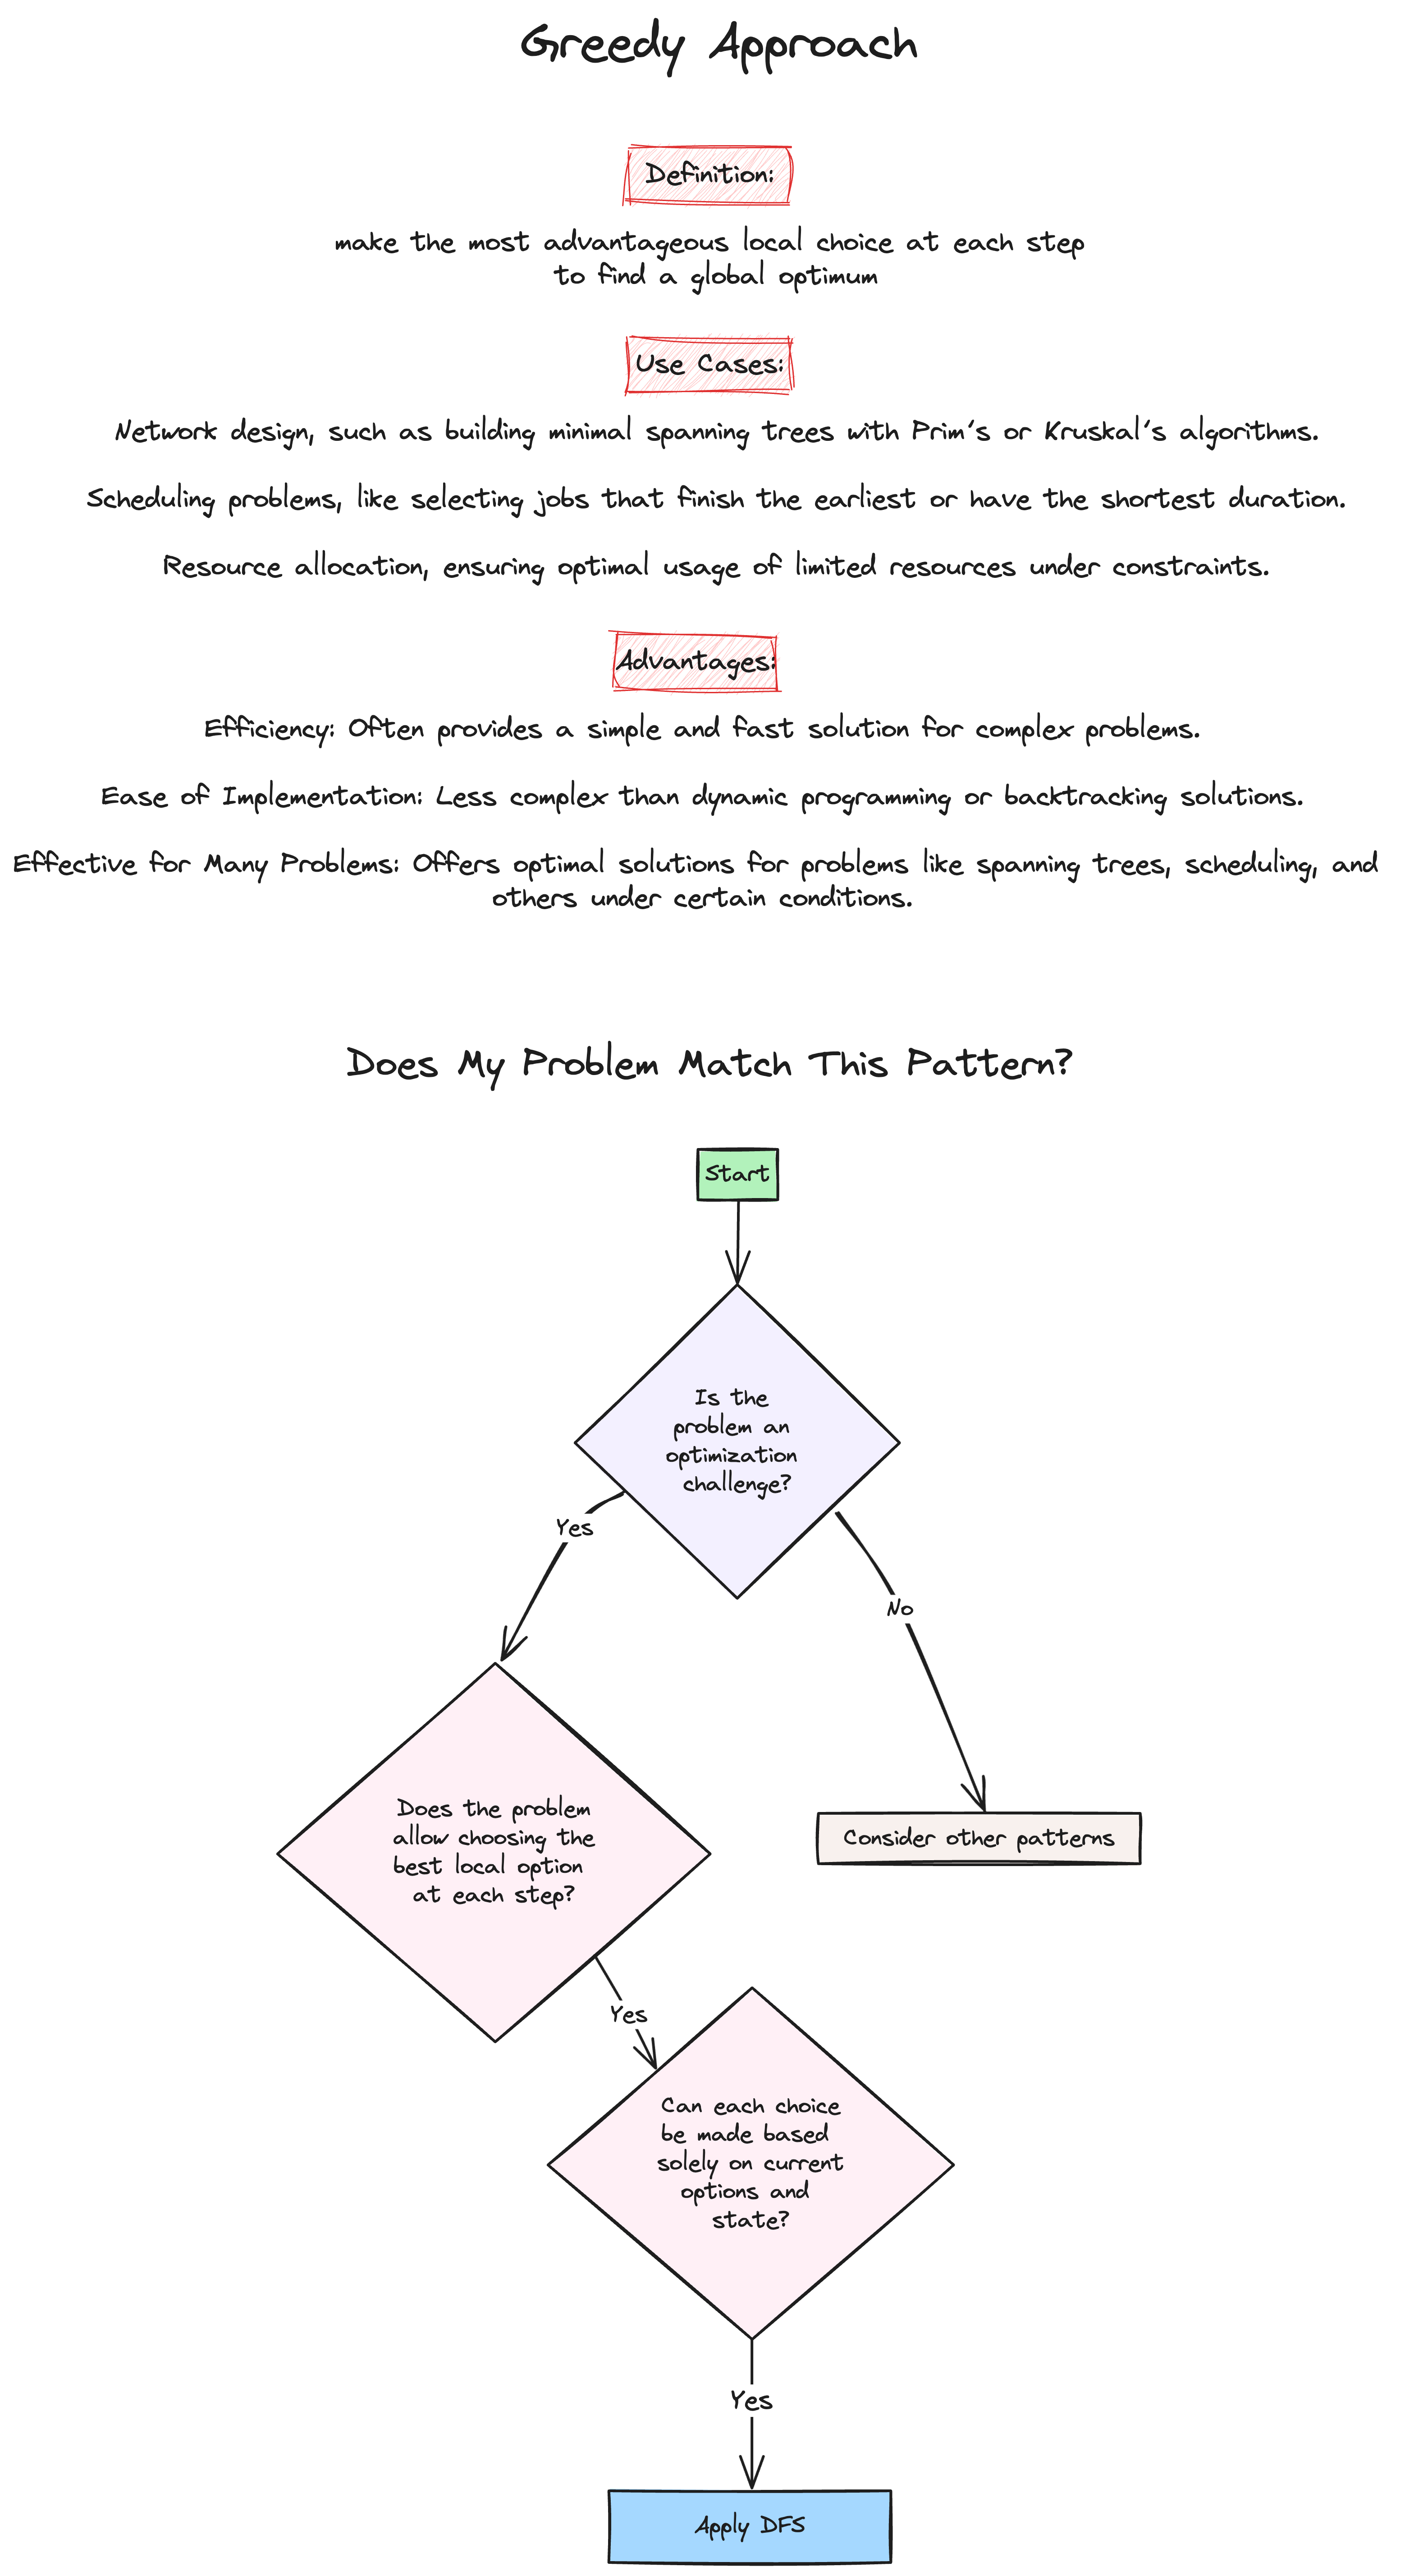 Greedy Approach
Definition:
make the most advantageous local choice at each step
to find a global optimum
Use Cases:
Network design, such as building minimal spanning trees with Prim's or Kruskal's algorithms.
Scheduling problems, like selecting jobs that finish the earliest or have the shortest duration.
Resource allocation, ensuring optimal usage of limited resources under constraints.
Advantages:
Efficiency: Often provides a simple and fast solution for complex problems.
Ease of Implementation: Less complex than dynamic programming or backtracking solutions.
Effective for Many Problems: Offers optimal solutions for problems like spanning trees, scheduling, and
others under certain conditions.
Does My Problem Match This Pattern?
Start
Is the
problem an
optimization
challenge?
Yes
No
Does the problem
allow choosing the
best local option
at each step?
Consider other patterns
Yes
Can each choice
be made based
solely on current
options and
state?
Yes
Apply DFS